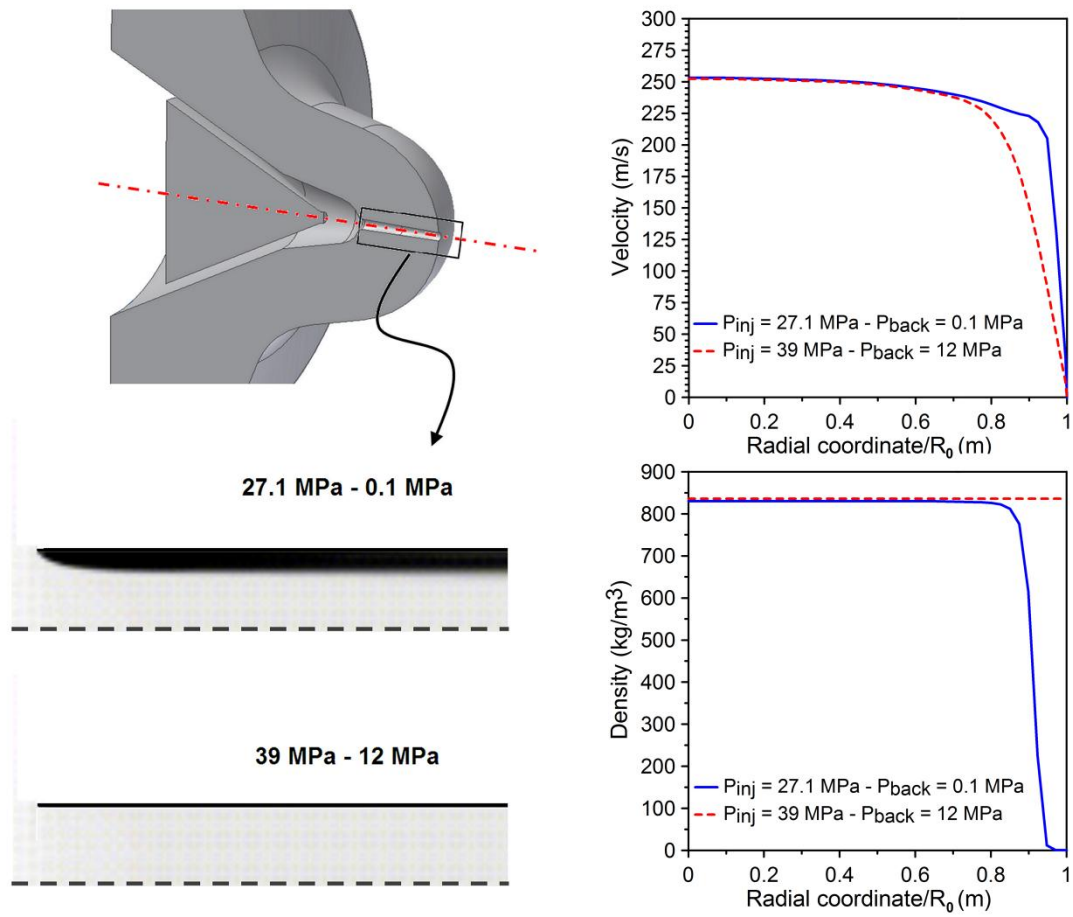 27.1 MPa - 0.1 MPa
39 MPa - 12 MPa
300
275
250
225
200
175
150
125
100
75
50
25
0
Velocity (m/s)
Pinj = 27.1 MPa - Pback = 0.1 MPa
Pinj = 39 MPa - Pback = 12 MPa
0 0.2 0.4 0.6 0.8 1
Radial coordinate/R0 (m)
900
800
700
600
500
400
300
200
100
0
Density (kg/m³)
Pinj = 27.1 MPa - Pback = 0.1 MPa
Pinj = 39 MPa - Pback = 12 MPa
0 0.2 0.4 0.6 0.8 1
Radial coordinate/R0 (m)